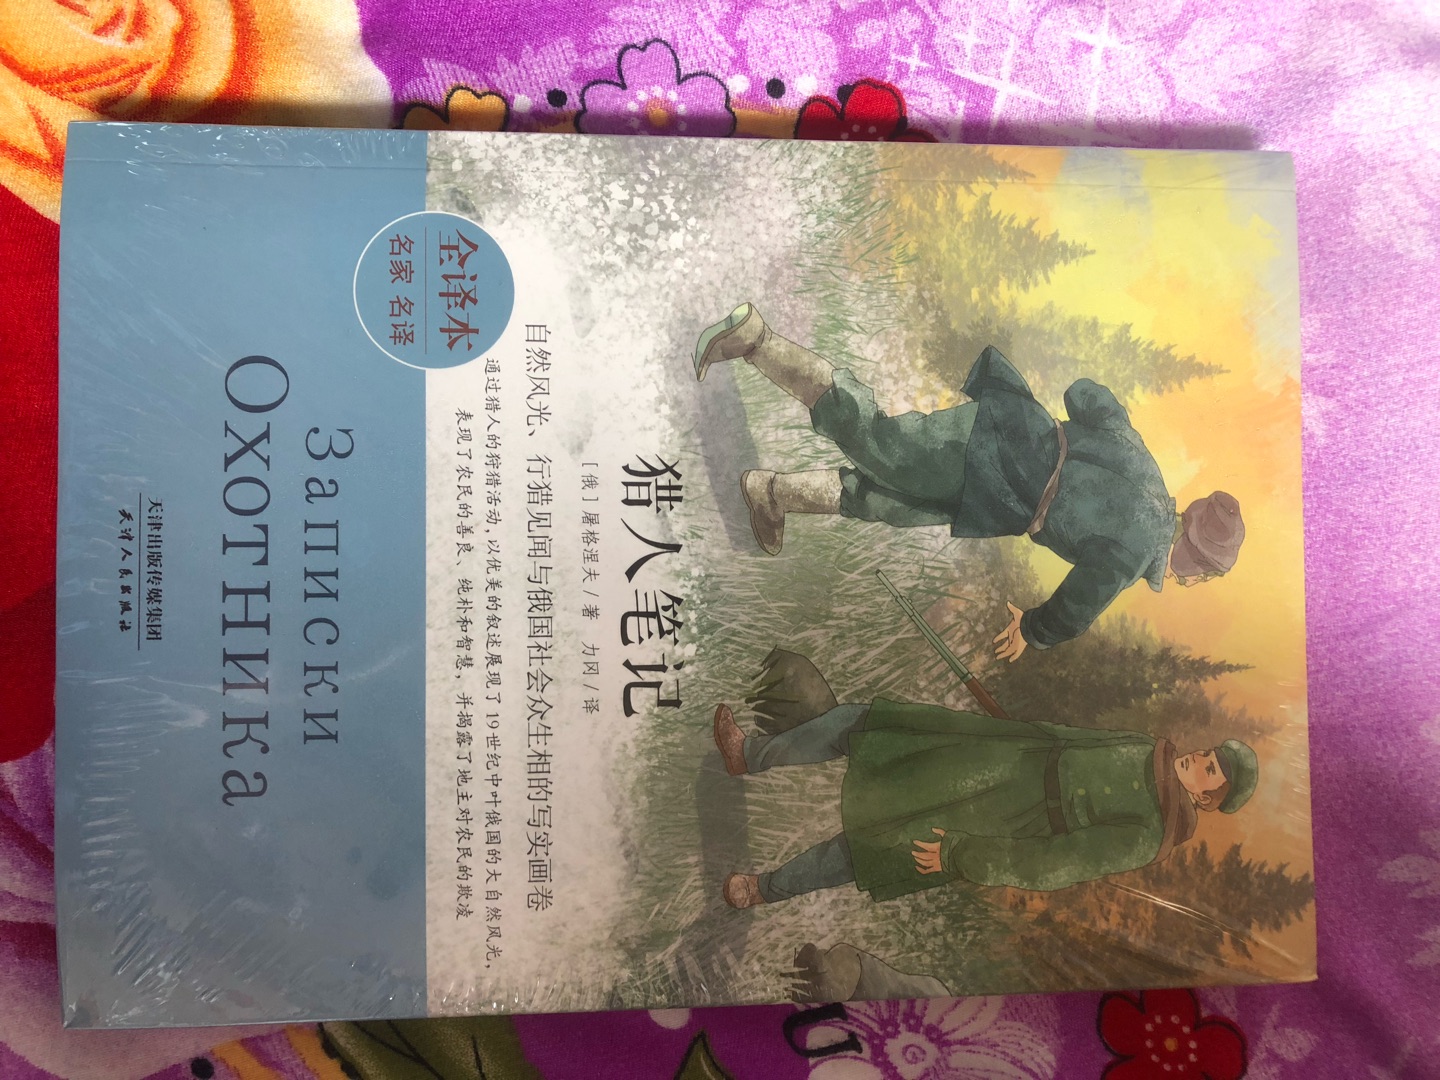 猎人笔记
[俄]屠格涅夫/著 力冈/译
自然风光、行猎见闻与俄国社会众生相的写实画卷
通过猎人的狩猎活动,以优美的叙述展现了19世纪中叶俄国的大自然风光,
表现了农民的善良、纯朴和智慧,并揭露了地主对农民的欺凌
全译本
名家 名译
Записки
Охотника
天津出版传媒集团
天津人民出版社